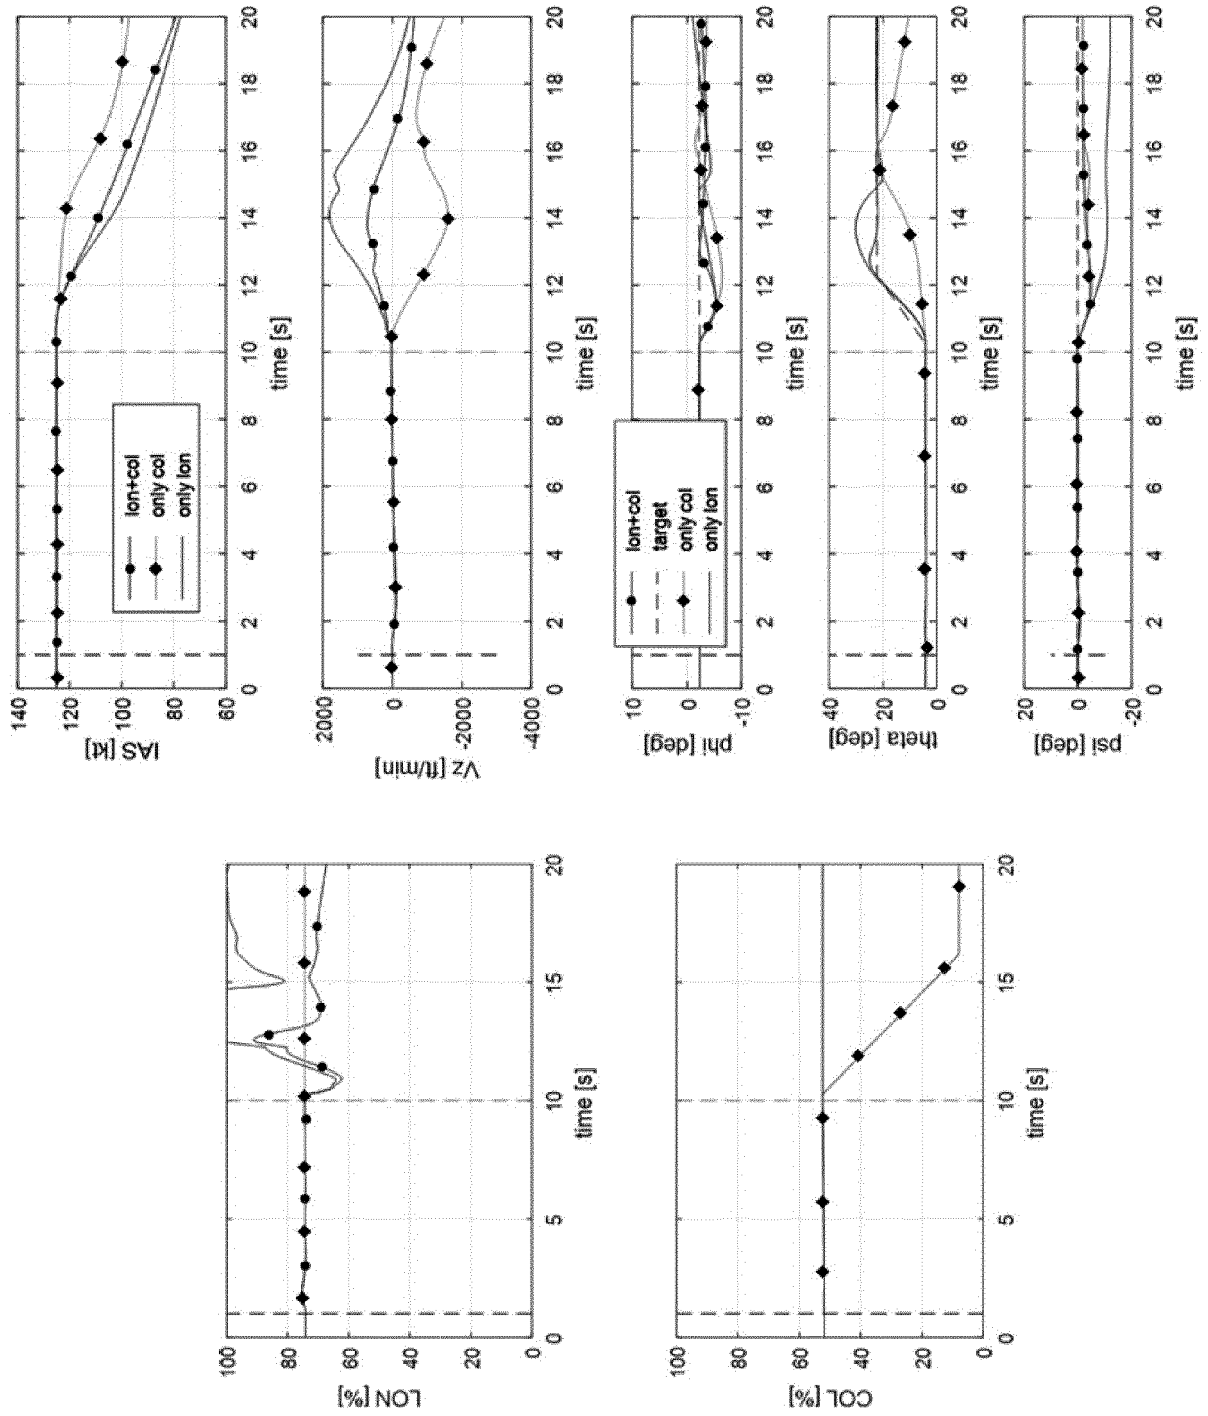 LON [%]
100
80
60
40
20
0
0 5 10 15 20
time [s]
COL [%]
100
80
60
40
20
0
0 5 10 15 20
time [s]
IAS [kt]
140
120
100
80
60
lon+col
only col
only lon
0 2 4 6 8 10 12 14 16 18 20
time [s]
Vz [ft/min]
2000
0
-2000
-4000
0 2 4 6 8 10 12 14 16 18 20
time [s]
phi [deg]
10
0
-10
lon+col
target
only col
only lon
0 2 4 6 8 10 12 14 16 18 20
time [s]
theta [deg]
40
20
0
0 2 4 6 8 10 12 14 16 18 20
time [s]
psi [deg]
20
0
-20
0 2 4 6 8 10 12 14 16 18 20
time [s]